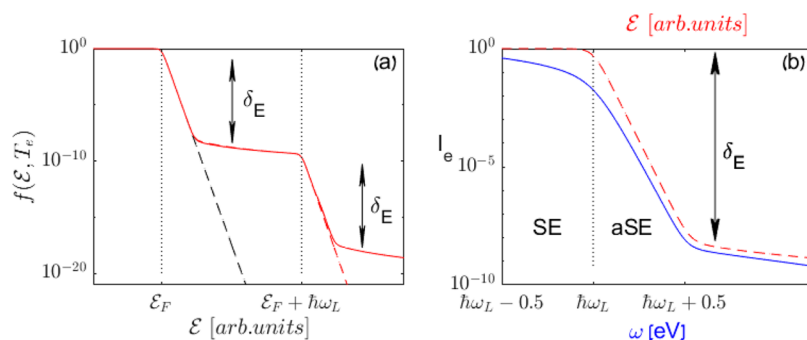 ℰ [arb.units]
10^0
(a)
δ_E
f(ℰ, T_e)
10^-10
δ_E
10^-20
ℰ_F
ℰ_F + ħω_L
ℰ [arb.units]
10^0
(b)
I_e
δ_E
10^-5
SE
aSE
10^-10
ħω_L − 0.5
ħω_L
ħω_L + 0.5
ω [eV]